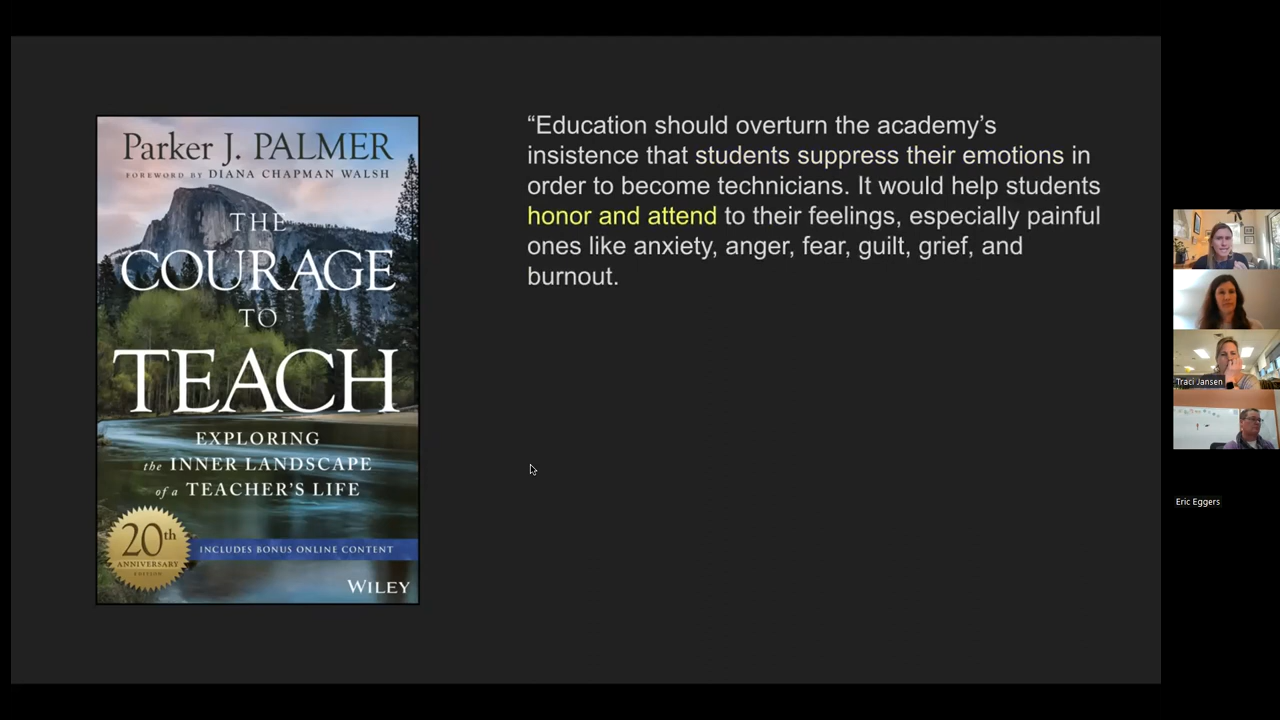 Parker J. PALMER
FOREWORD BY DIANA CHAPMAN WALSH
THE
COURAGE
TO
TEACH
EXPLORING
the INNER LANDSCAPE
of a TEACHER'S LIFE
20th
ANNIVERSARY
EDITION
INCLUDES BONUS ONLINE CONTENT
WILEY
“Education should overturn the academy’s
insistence that students suppress their emotions in
order to become technicians. It would help students
honor and attend to their feelings, especially painful
ones like anxiety, anger, fear, guilt, grief, and
burnout.
Traci Jansen
Eric Eggers